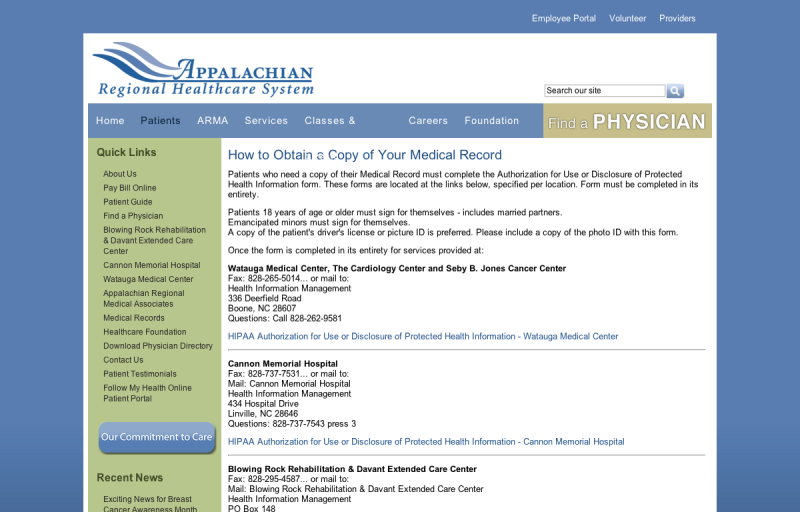 Employee Portal Volunteer Providers
APPALACHIAN
Regional Healthcare System
Search our site
Home Patients ARMA Services Classes & Careers Foundation
Find a PHYSICIAN
Quick Links
About Us
Pay Bill Online
Patient Guide
Find a Physician
Blowing Rock Rehabilitation
& Davant Extended Care
Center
Cannon Memorial Hospital
Watauga Medical Center
Appalachian Regional
Medical Associates
Medical Records
Healthcare Foundation
Download Physician Directory
Contact Us
Patient Testimonials
Follow My Health Online
Patient Portal
Our Commitment to Care
Recent News
Exciting News for Breast
Cancer Awareness Month
How to Obtain a Copy of Your Medical Record
Patients who need a copy of their Medical Record must complete the Authorization for Use or Disclosure of Protected
Health Information form. These forms are located at the links below, specified per location. Form must be completed in its
entirety.
Patients 18 years of age or older must sign for themselves - includes married partners.
Emancipated minors must sign for themselves.
A copy of the patient's driver's license or picture ID is preferred. Please include a copy of the photo ID with this form.
Once the form is completed in its entirety for services provided at:
Watauga Medical Center, The Cardiology Center and Seby B. Jones Cancer Center
Fax: 828-265-5014... or mail to:
Health Information Management
336 Deerfield Road
Boone, NC 28607
Questions: Call 828-262-9581
HIPAA Authorization for Use or Disclosure of Protected Health Information - Watauga Medical Center
Cannon Memorial Hospital
Fax: 828-737-7531... or mail to:
Mail: Cannon Memorial Hospital
Health Information Management
434 Hospital Drive
Linville, NC 28646
Questions: 828-737-7543 press 3
HIPAA Authorization for Use or Disclosure of Protected Health Information - Cannon Memorial Hospital
Blowing Rock Rehabilitation & Davant Extended Care Center
Fax: 828-295-4587... or mail to:
Mail: Blowing Rock Rehabilitation & Davant Extended Care Center
Health Information Management
PO Box 148